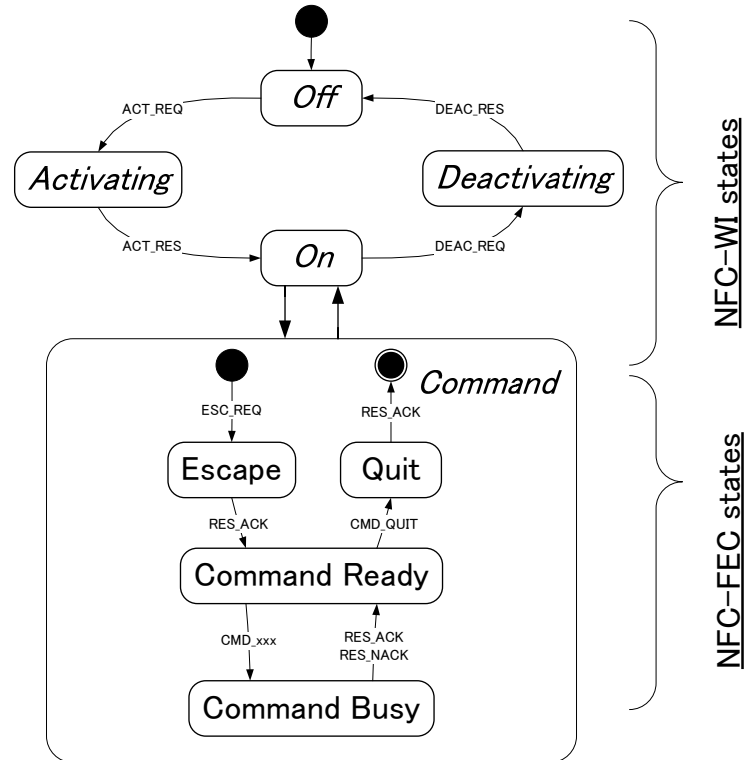 Off
ACT_REQ
DEAC_RES
Activating
Deactivating
ACT_RES
On
DEAC_REQ
NFC-WI states
Command
ESC_REQ
RES_ACK
Escape
Quit
RES_ACK
CMD_QUIT
Command Ready
CMD_xxx
RES_ACK
RES_NACK
Command Busy
NFC-FEC states